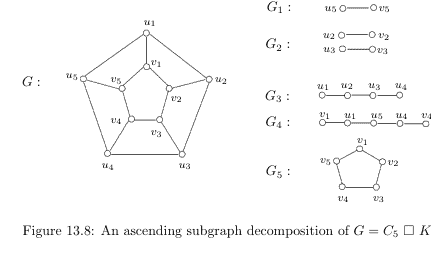 G :
u₁
u₅
v₁
v₅
u₂
v₂
v₄
v₃
u₄
u₃
G₁ :
u₅ v₅
G₂ :
u₂ v₂
u₃ v₃
G₃ :
u₁ u₂ u₃ u₄
G₄ :
v₁ u₁ u₅ u₄ v₄
G₅ :
v₁
v₅ v₂
v₄ v₃
Figure 13.8: An ascending subgraph decomposition of G = C₅ □ K